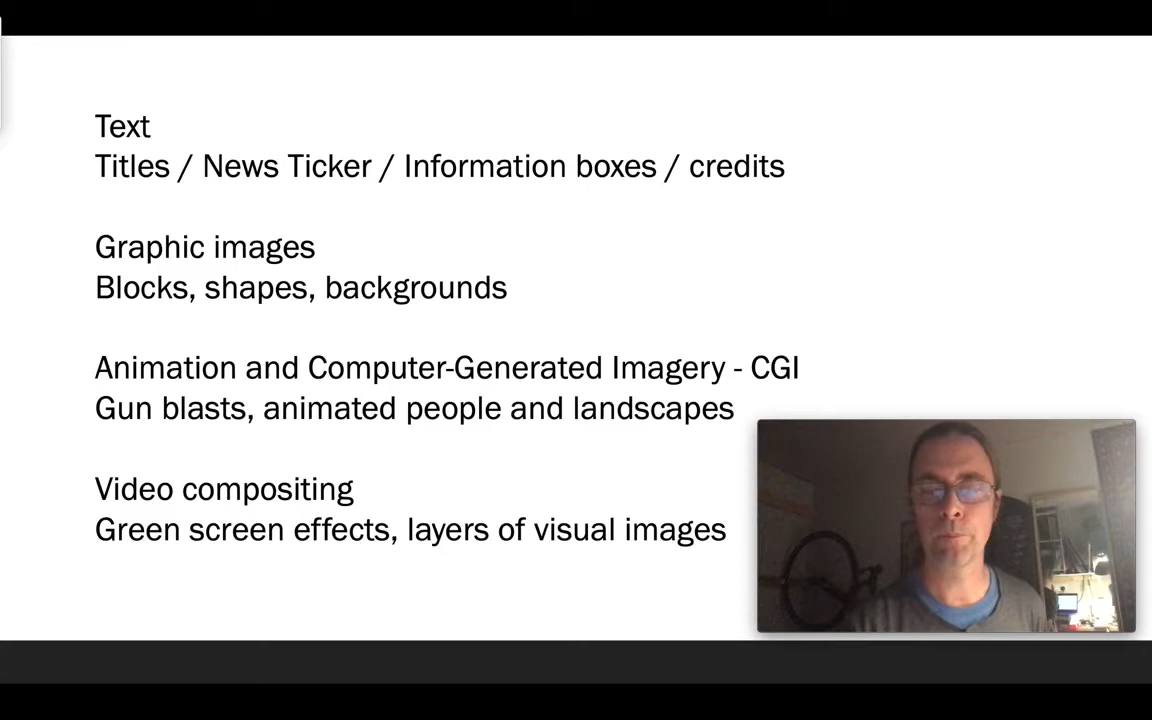 Text
Titles / News Ticker / Information boxes / credits
Graphic images
Blocks, shapes, backgrounds
Animation and Computer-Generated Imagery - CGI
Gun blasts, animated people and landscapes
Video compositing
Green screen effects, layers of visual images